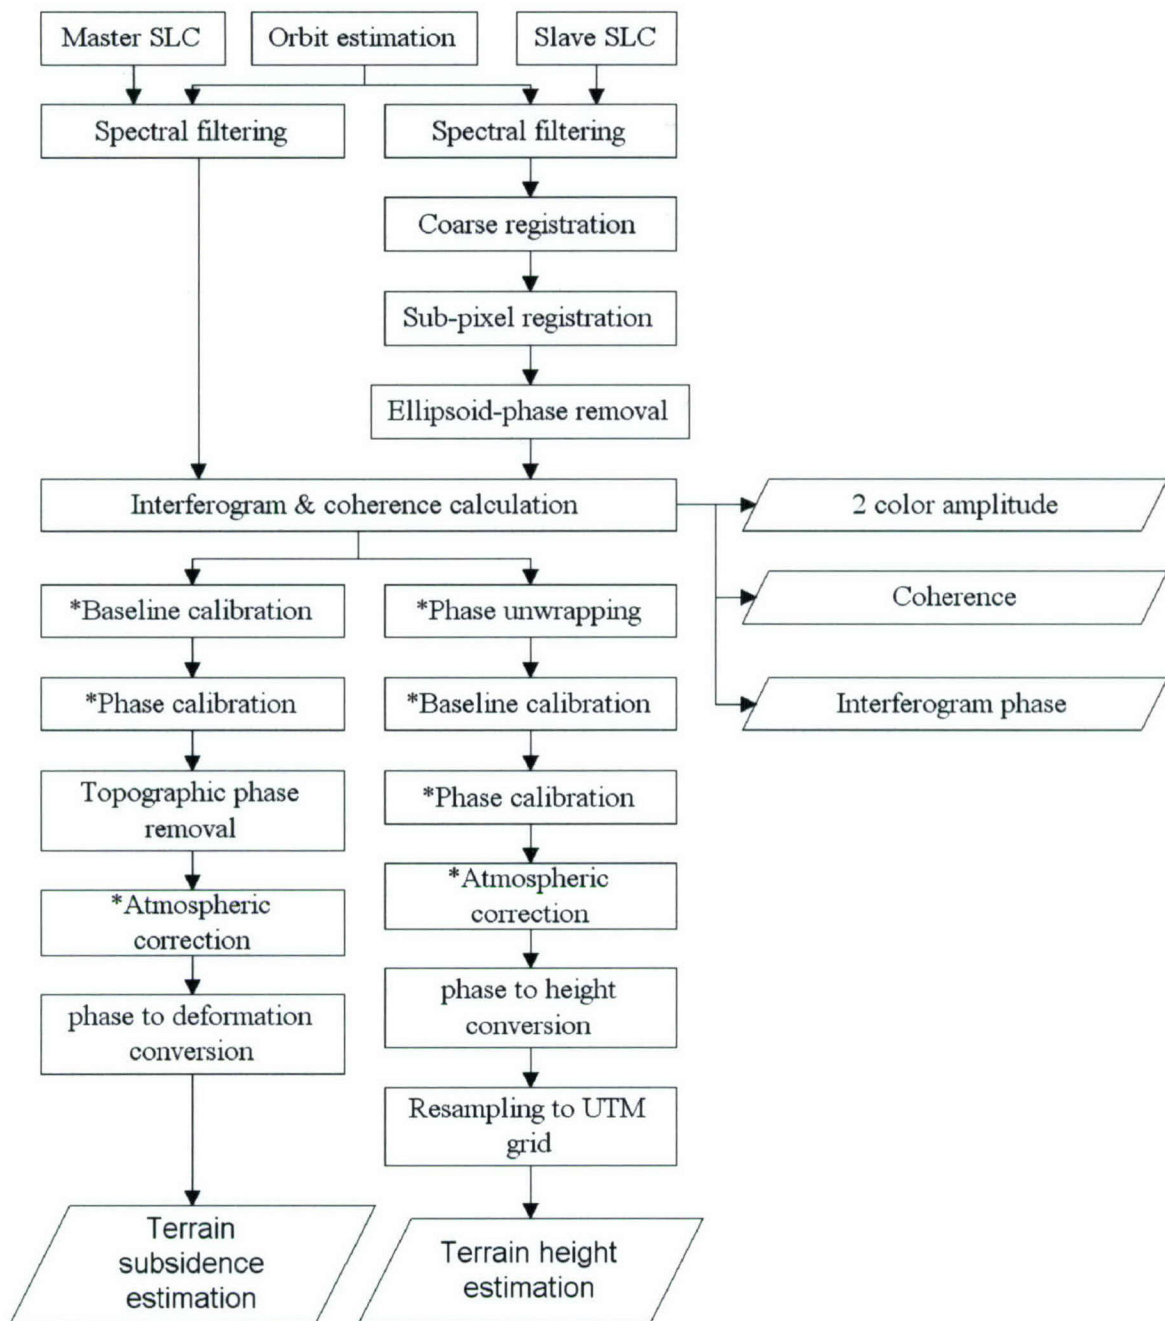 Master SLC
Orbit estimation
Slave SLC
Spectral filtering
Spectral filtering
Coarse registration
Sub-pixel registration
Ellipsoid-phase removal
Interferogram & coherence calculation
2 color amplitude
Coherence
Interferogram phase
*Baseline calibration
*Phase calibration
Topographic phase
removal
*Atmospheric
correction
phase to deformation
conversion
Terrain
subsidence
estimation
*Phase unwrapping
*Baseline calibration
*Phase calibration
*Atmospheric
correction
phase to height
conversion
Resampling to UTM
grid
Terrain height
estimation